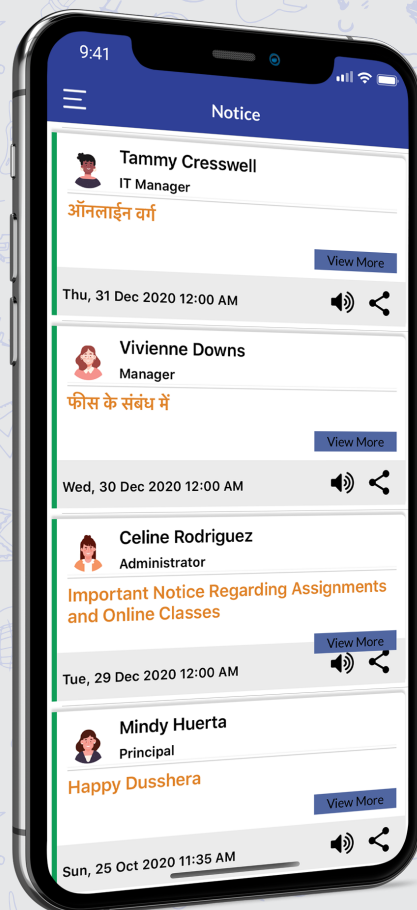 9:41
Notice
Tammy Cresswell
IT Manager
ऑनलाईन वर्ग
View More
Thu, 31 Dec 2020 12:00 AM
Vivienne Downs
Manager
फीस के संबंध में
View More
Wed, 30 Dec 2020 12:00 AM
Celine Rodriguez
Administrator
Important Notice Regarding Assignments
and Online Classes
View More
Tue, 29 Dec 2020 12:00 AM
Mindy Huerta
Principal
Happy Dusshera
View More
Sun, 25 Oct 2020 11:35 AM